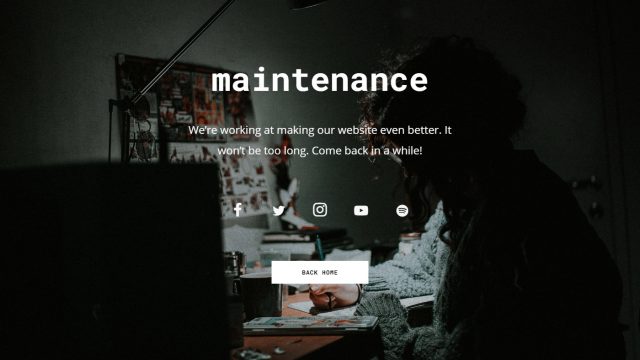 maintenance
We're working at making our website even better. It
won't be too long. Come back in a while!
BACK HOME